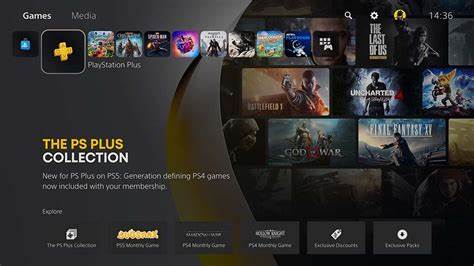 Games
Media
14:36
PlayStation Plus
THE LAST OF US
BATTLEFIELD 1
UNCHARTED 4
GOD OF WAR
FINAL FANTASY XV
THE PS PLUS
COLLECTION
New for PS Plus on PS5: Generation defining PS4 games
now included with your membership.
Explore
BUGSNAX
HOLLOW KNIGHT
The PS Plus Collection
PS5 Monthly Game
PS4 Monthly Game
PS4 Monthly Game
Exclusive Discounts
Exclusive Packs